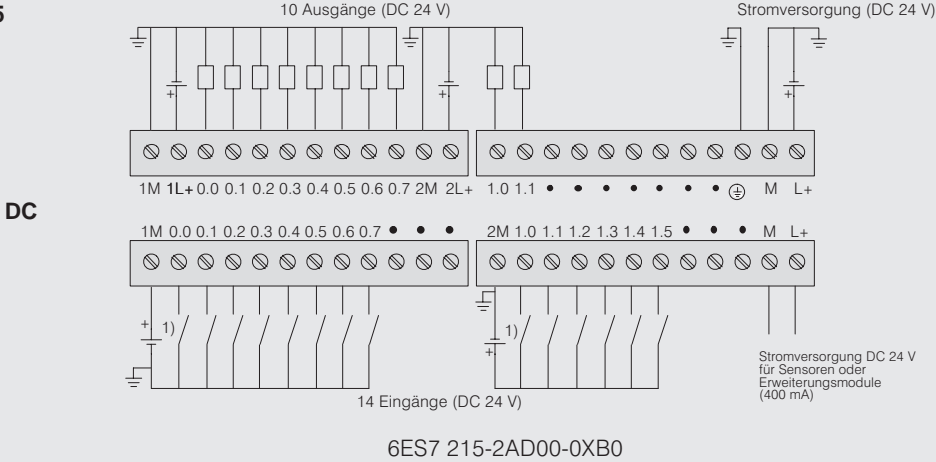 5
10 Ausgänge (DC 24 V)
Stromversorgung (DC 24 V)
+ + +
1M 1L+ 0.0 0.1 0.2 0.3 0.4 0.5 0.6 0.7 2M 2L+ 1.0 1.1 • • • • • • • M L+
DC
1M 0.0 0.1 0.2 0.3 0.4 0.5 0.6 0.7 • • • 2M 1.0 1.1 1.2 1.3 1.4 1.5 • • • M L+
+ 1) 1) +
Stromversorgung DC 24 V
für Sensoren oder
Erweiterungsmodule
(400 mA)
14 Eingänge (DC 24 V)
6ES7 215-2AD00-0XB0